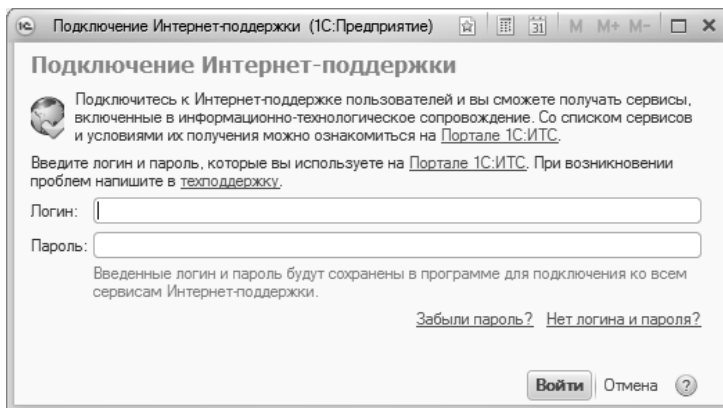 1С Подключение Интернет-поддержки (1С:Предприятие) 31 M M+ M-
Подключение Интернет-поддержки
Подключитесь к Интернет-поддержке пользователей и вы сможете получать сервисы,
включенные в информационно-технологическое сопровождение. Со списком сервисов
и условиями их получения можно ознакомиться на Портале 1С:ИТС.
Введите логин и пароль, которые вы используете на Портале 1С:ИТС. При возникновении
проблем напишите в техподдержку.
Логин:
Пароль:
Введенные логин и пароль будут сохранены в программе для подключения ко всем
сервисам Интернет-поддержки.
Забыли пароль? Нет логина и пароля?
Войти Отмена ?